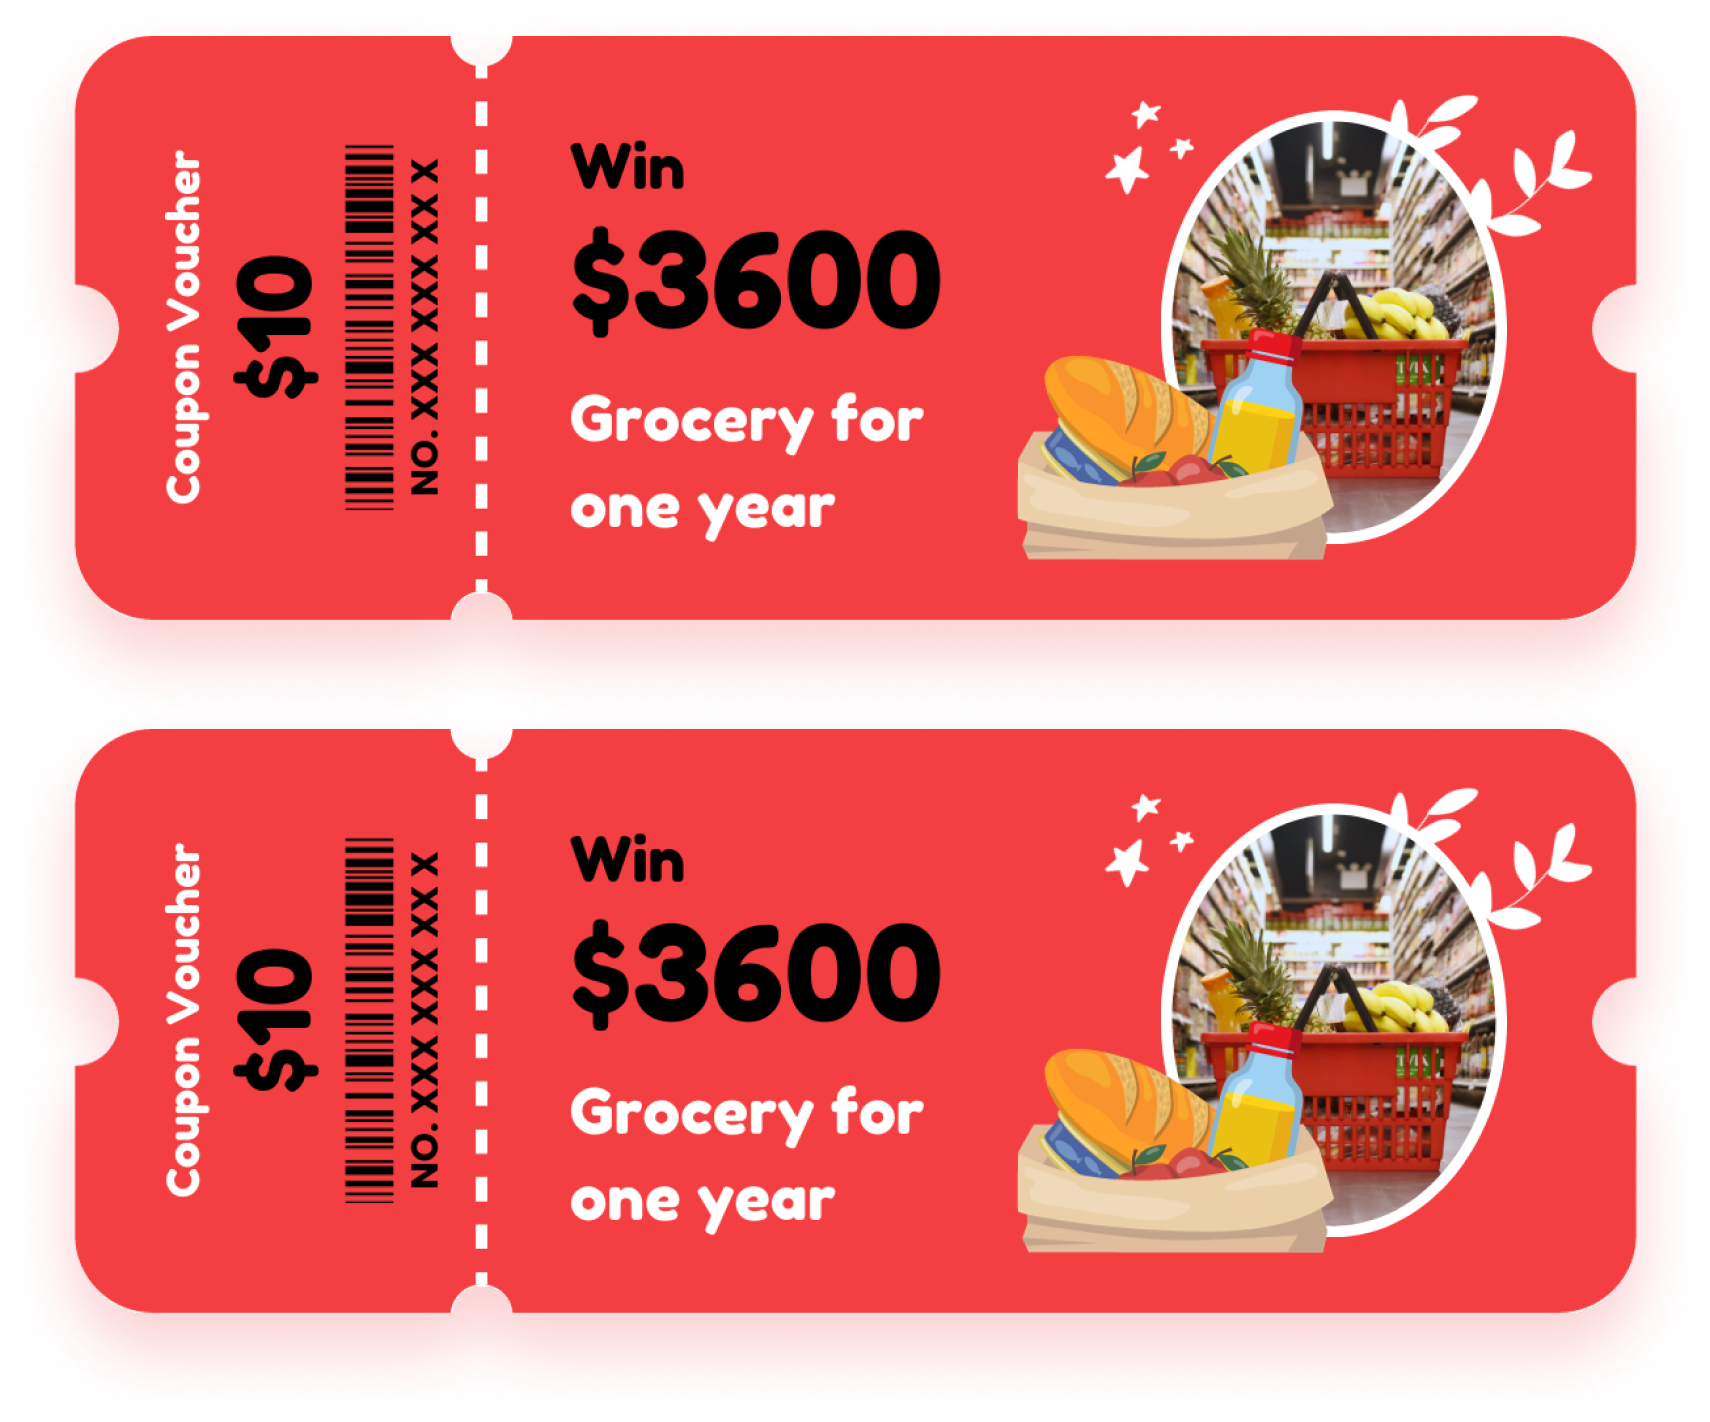 Coupon Voucher
$10
NO. XXX XXX XX X
Win
$3600
Grocery for
one year
Coupon Voucher
$10
NO. XXX XXX XX X
Win
$3600
Grocery for
one year